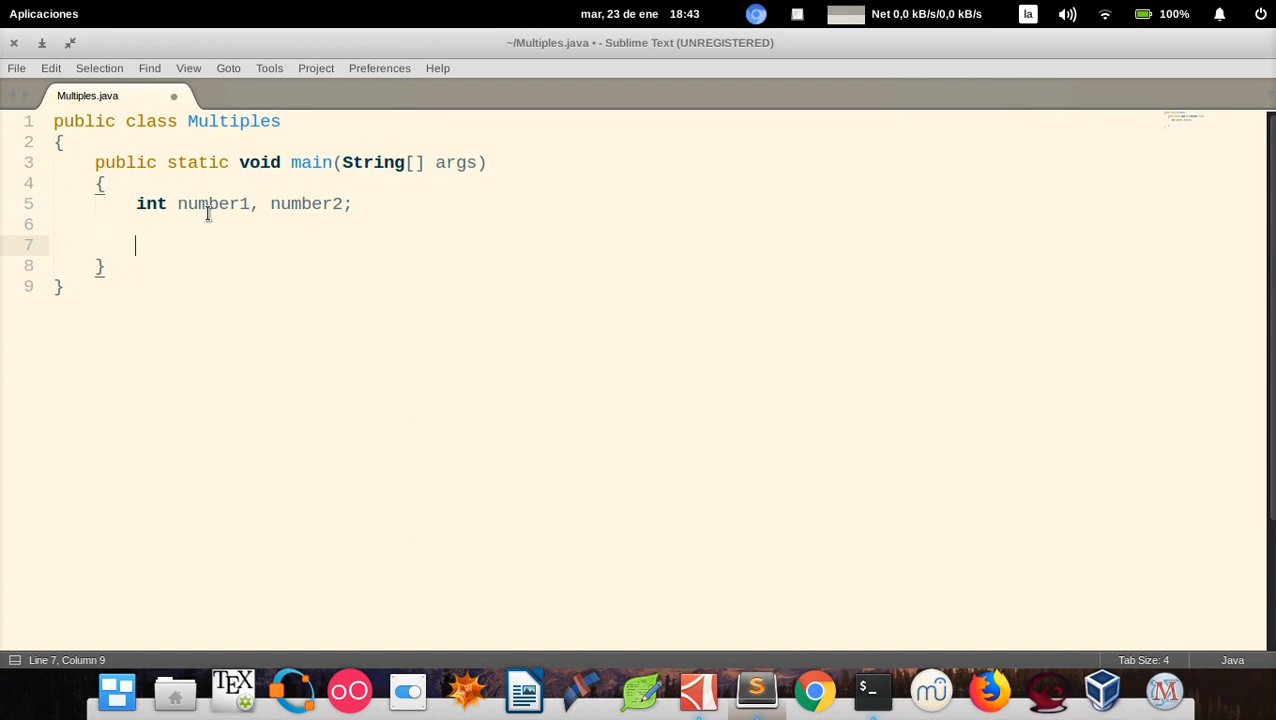 Aplicaciones mar, 23 de ene 18:43 Net 0,0 kB/s/0,0 kB/s la 100%
~/Multiples.java • - Sublime Text (UNREGISTERED)
File Edit Selection Find View Goto Tools Project Preferences Help
Multiples.java
1 public class Multiples
2 {
3 public static void main(String[] args)
4 {
5 int number1, number2;
6
7
8 }
9 }
Line 7, Column 9 Tab Size: 4 Java
TEX